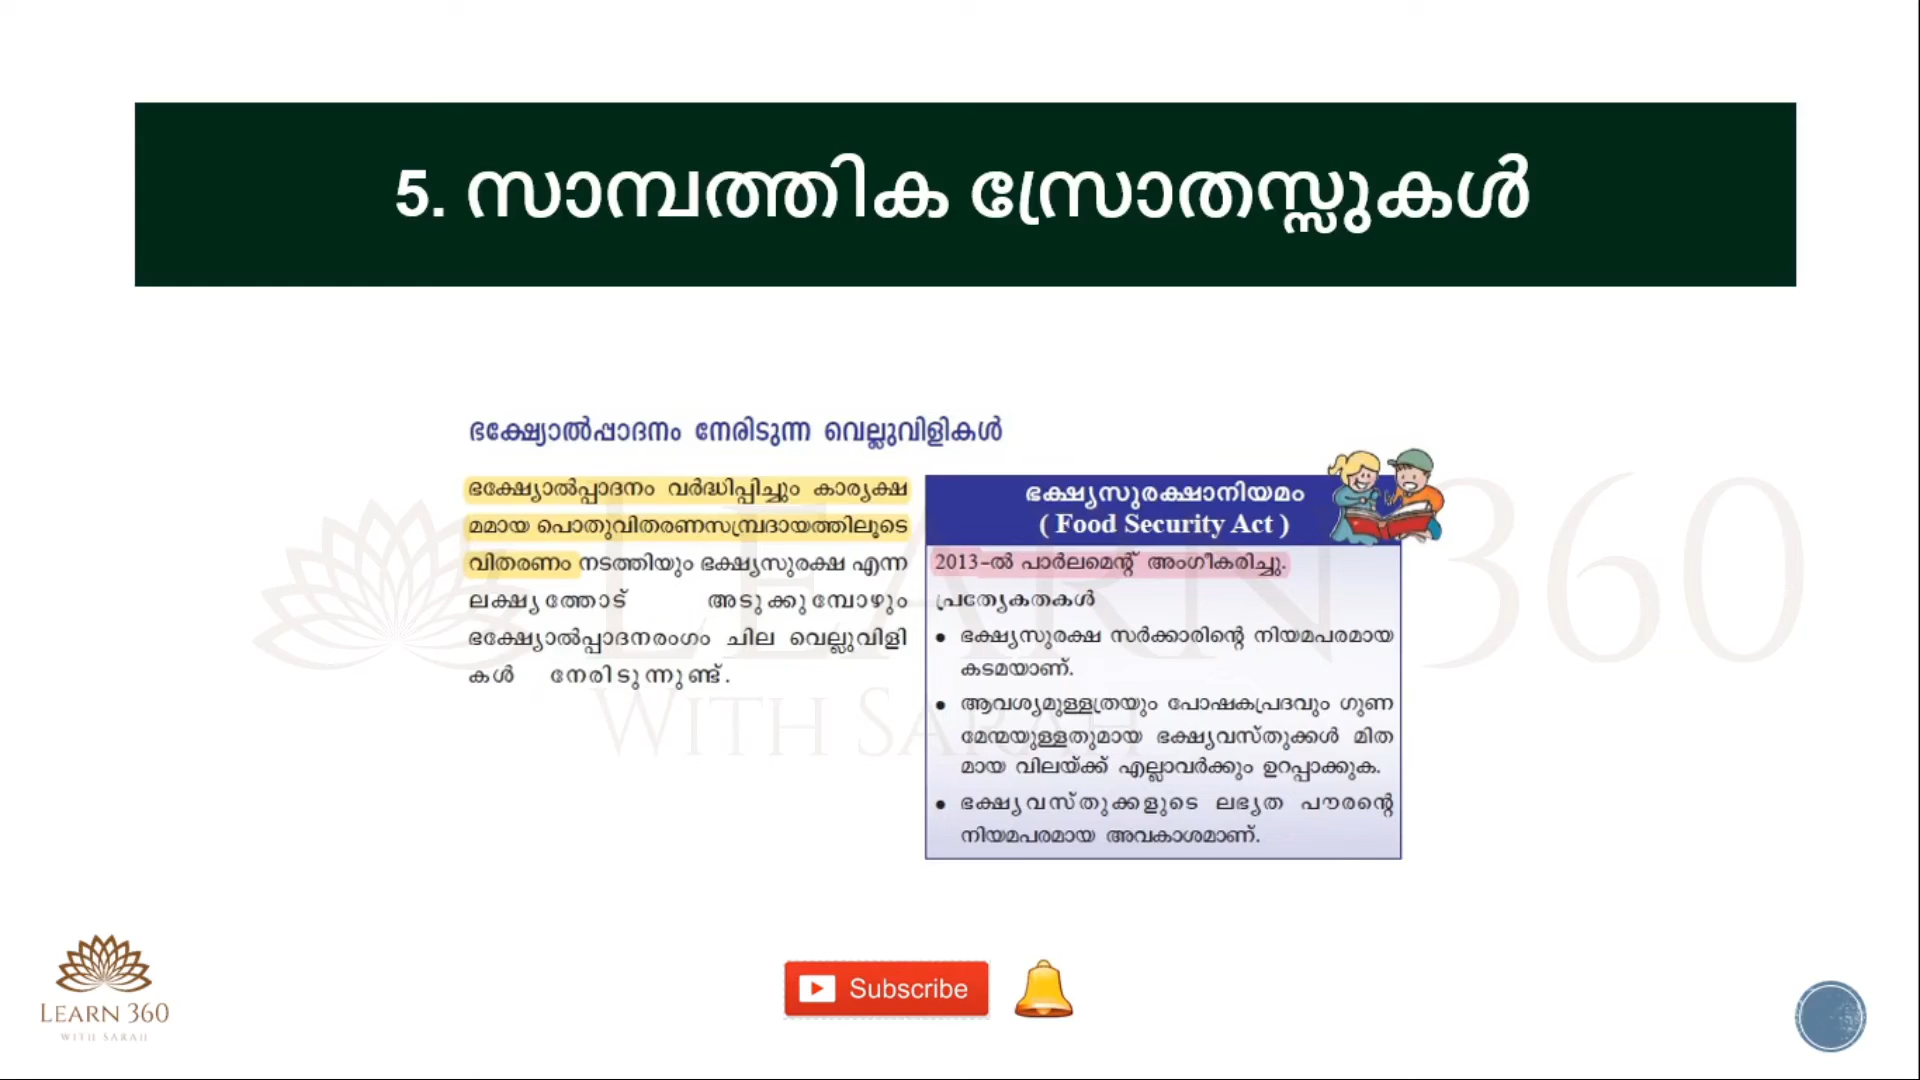 5. സാമ്പത്തിക സ്രോതസ്സുകൾ
ഭക്ഷ്യോൽപ്പാദനം നേരിടുന്ന വെല്ലുവിളികൾ
ഭക്ഷ്യോൽപ്പാദനം വർദ്ധിപ്പിച്ചും കാര്യക്ഷ
മമായ പൊതുവിതരണസമ്പ്രദായത്തിലൂടെ
വിതരണം നടത്തിയും ഭക്ഷ്യസുരക്ഷ എന്ന
ലക്ഷ്യത്തോട് അടുക്കുമ്പോഴും
ഭക്ഷ്യോൽപ്പാദനരംഗം ചില വെല്ലുവിളി
കൾ നേരിടുന്നുണ്ട്.
ഭക്ഷ്യസുരക്ഷാനിയമം
( Food Security Act )
2013-ൽ പാർലമെന്റ് അംഗീകരിച്ചു.
പ്രത്യേകതകൾ
• ഭക്ഷ്യസുരക്ഷ സർക്കാരിന്റെ നിയമപരമായ
കടമയാണ്.
• ആവശ്യമുള്ളത്രയും പോഷകപ്രദവും ഗുണ
മേന്മയുള്ളതുമായ ഭക്ഷ്യവസ്തുക്കൾ മിത
മായ വിലയ്ക്ക് എല്ലാവർക്കും ഉറപ്പാക്കുക.
• ഭക്ഷ്യവസ്തുക്കളുടെ ലഭ്യത പൗരന്റെ
നിയമപരമായ അവകാശമാണ്.
LEARN 360
WITH SARAH
LEARN 360
WITH SARAH
Subscribe